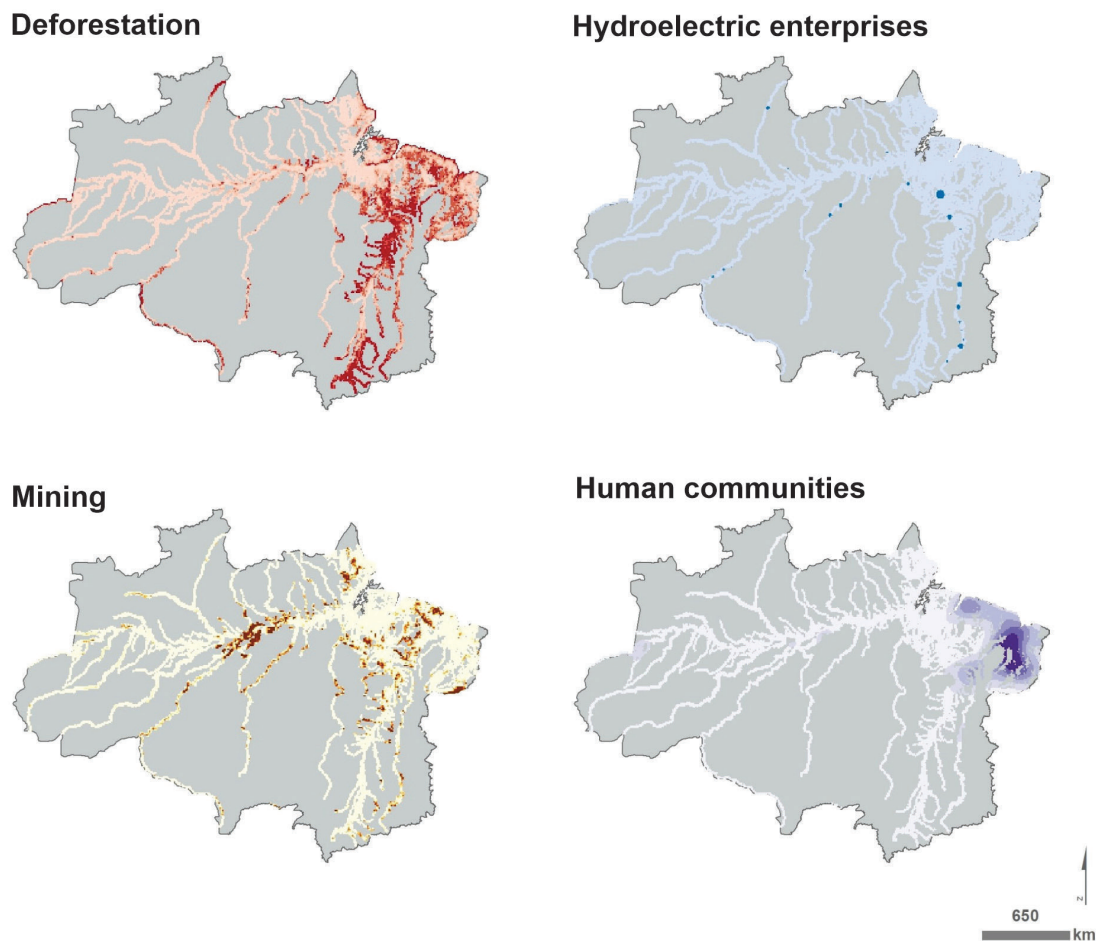 Deforestation
Hydroelectric enterprises
Mining
Human communities
N
650
km